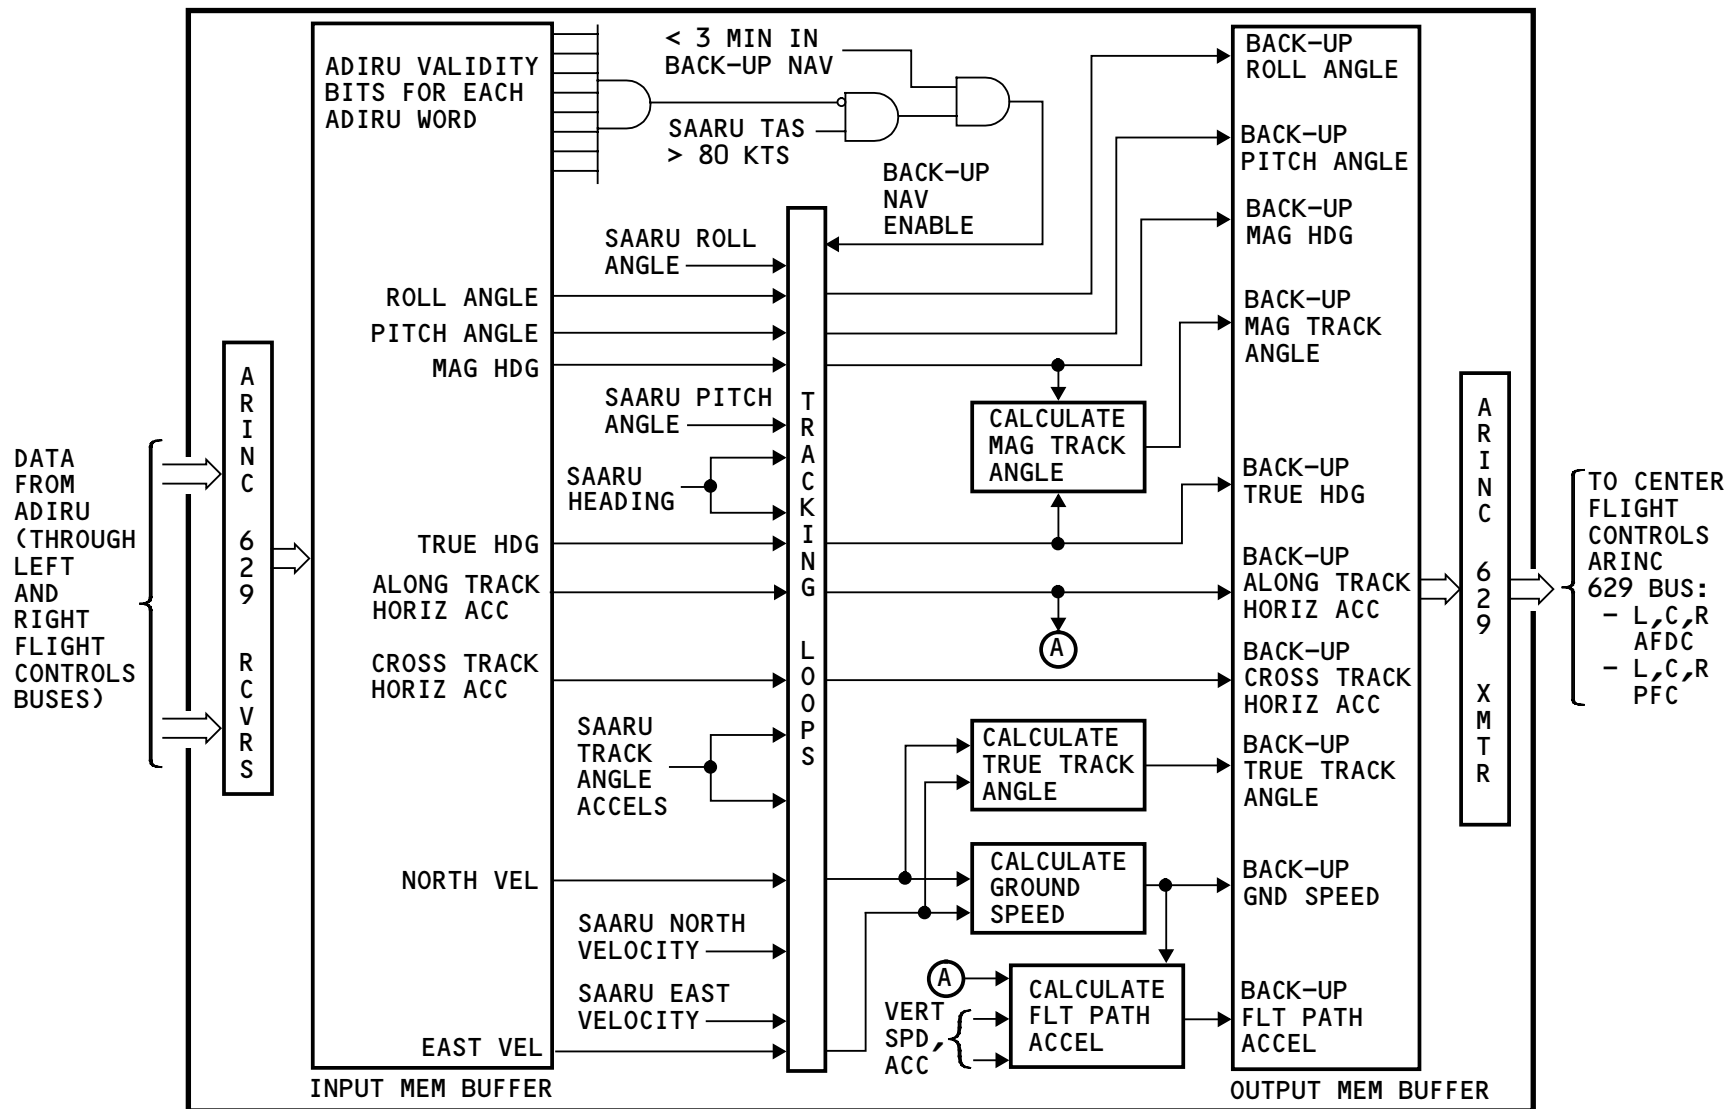 DATA
FROM
ADIRU
(THROUGH
LEFT
AND
RIGHT
FLIGHT
CONTROLS
BUSES)
ARINC 629 RCVRS
ADIRU VALIDITY
BITS FOR EACH
ADIRU WORD
ROLL ANGLE
PITCH ANGLE
MAG HDG
TRUE HDG
ALONG TRACK
HORIZ ACC
CROSS TRACK
HORIZ ACC
NORTH VEL
EAST VEL
INPUT MEM BUFFER
< 3 MIN IN
BACK-UP NAV
SAARU TAS
> 80 KTS
BACK-UP
NAV
ENABLE
SAARU ROLL
ANGLE
SAARU PITCH
ANGLE
SAARU
HEADING
SAARU
TRACK
ANGLE
ACCELS
SAARU NORTH
VELOCITY
SAARU EAST
VELOCITY
TRACKING LOOPS
CALCULATE
MAG TRACK
ANGLE
A
CALCULATE
TRUE TRACK
ANGLE
CALCULATE
GROUND
SPEED
A
VERT
SPD,
ACC
CALCULATE
FLT PATH
ACCEL
BACK-UP
ROLL ANGLE
BACK-UP
PITCH ANGLE
BACK-UP
MAG HDG
BACK-UP
MAG TRACK
ANGLE
BACK-UP
TRUE HDG
BACK-UP
ALONG TRACK
HORIZ ACC
BACK-UP
CROSS TRACK
HORIZ ACC
BACK-UP
TRUE TRACK
ANGLE
BACK-UP
GND SPEED
BACK-UP
FLT PATH
ACCEL
OUTPUT MEM BUFFER
ARINC 629 XMTR
TO CENTER
FLIGHT
CONTROLS
ARINC
629 BUS:
- L,C,R
AFDC
- L,C,R
PFC